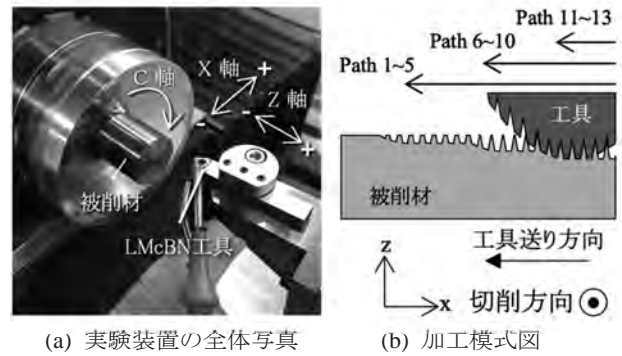 C 軸
X 軸
+
-
Z 軸
-
+
被削材
LMcBN工具
(a) 実験装置の全体写真
Path 11~13
Path 6~10
Path 1~5
工具
被削材
工具送り方向
z
x
切削方向
(b) 加工模式図